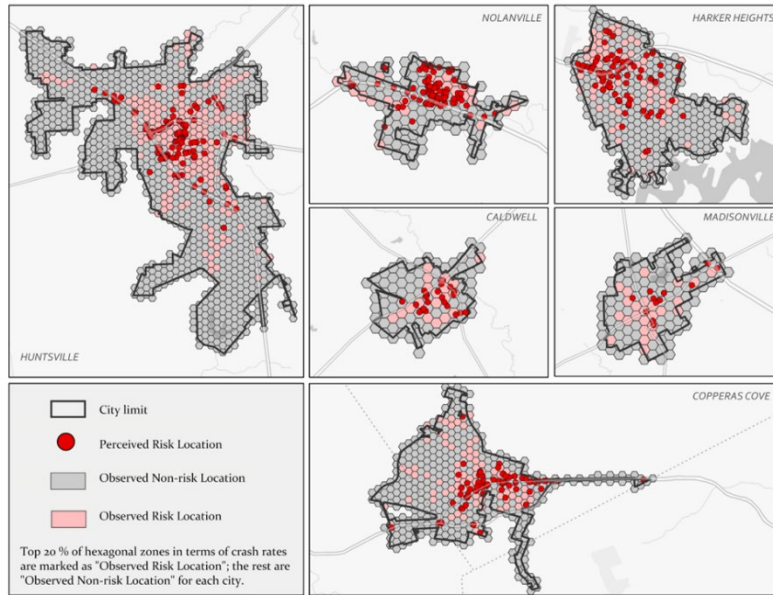 NOLANVILLE
HARKER HEIGHTS
CALDWELL
MADISONVILLE
HUNTSVILLE
COPPERAS COVE
City limit
Perceived Risk Location
Observed Non-risk Location
Observed Risk Location
Top 20 % of hexagonal zones in terms of crash rates
are marked as "Observed Risk Location"; the rest are
"Observed Non-risk Location" for each city.